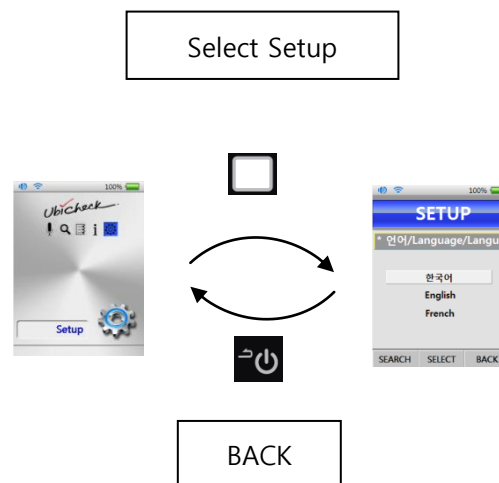 Select Setup
100%
UbiCheck
i
Setup
100%
SETUP
* 언어/Language/Langu
한국어
English
French
SEARCH SELECT BACK
BACK